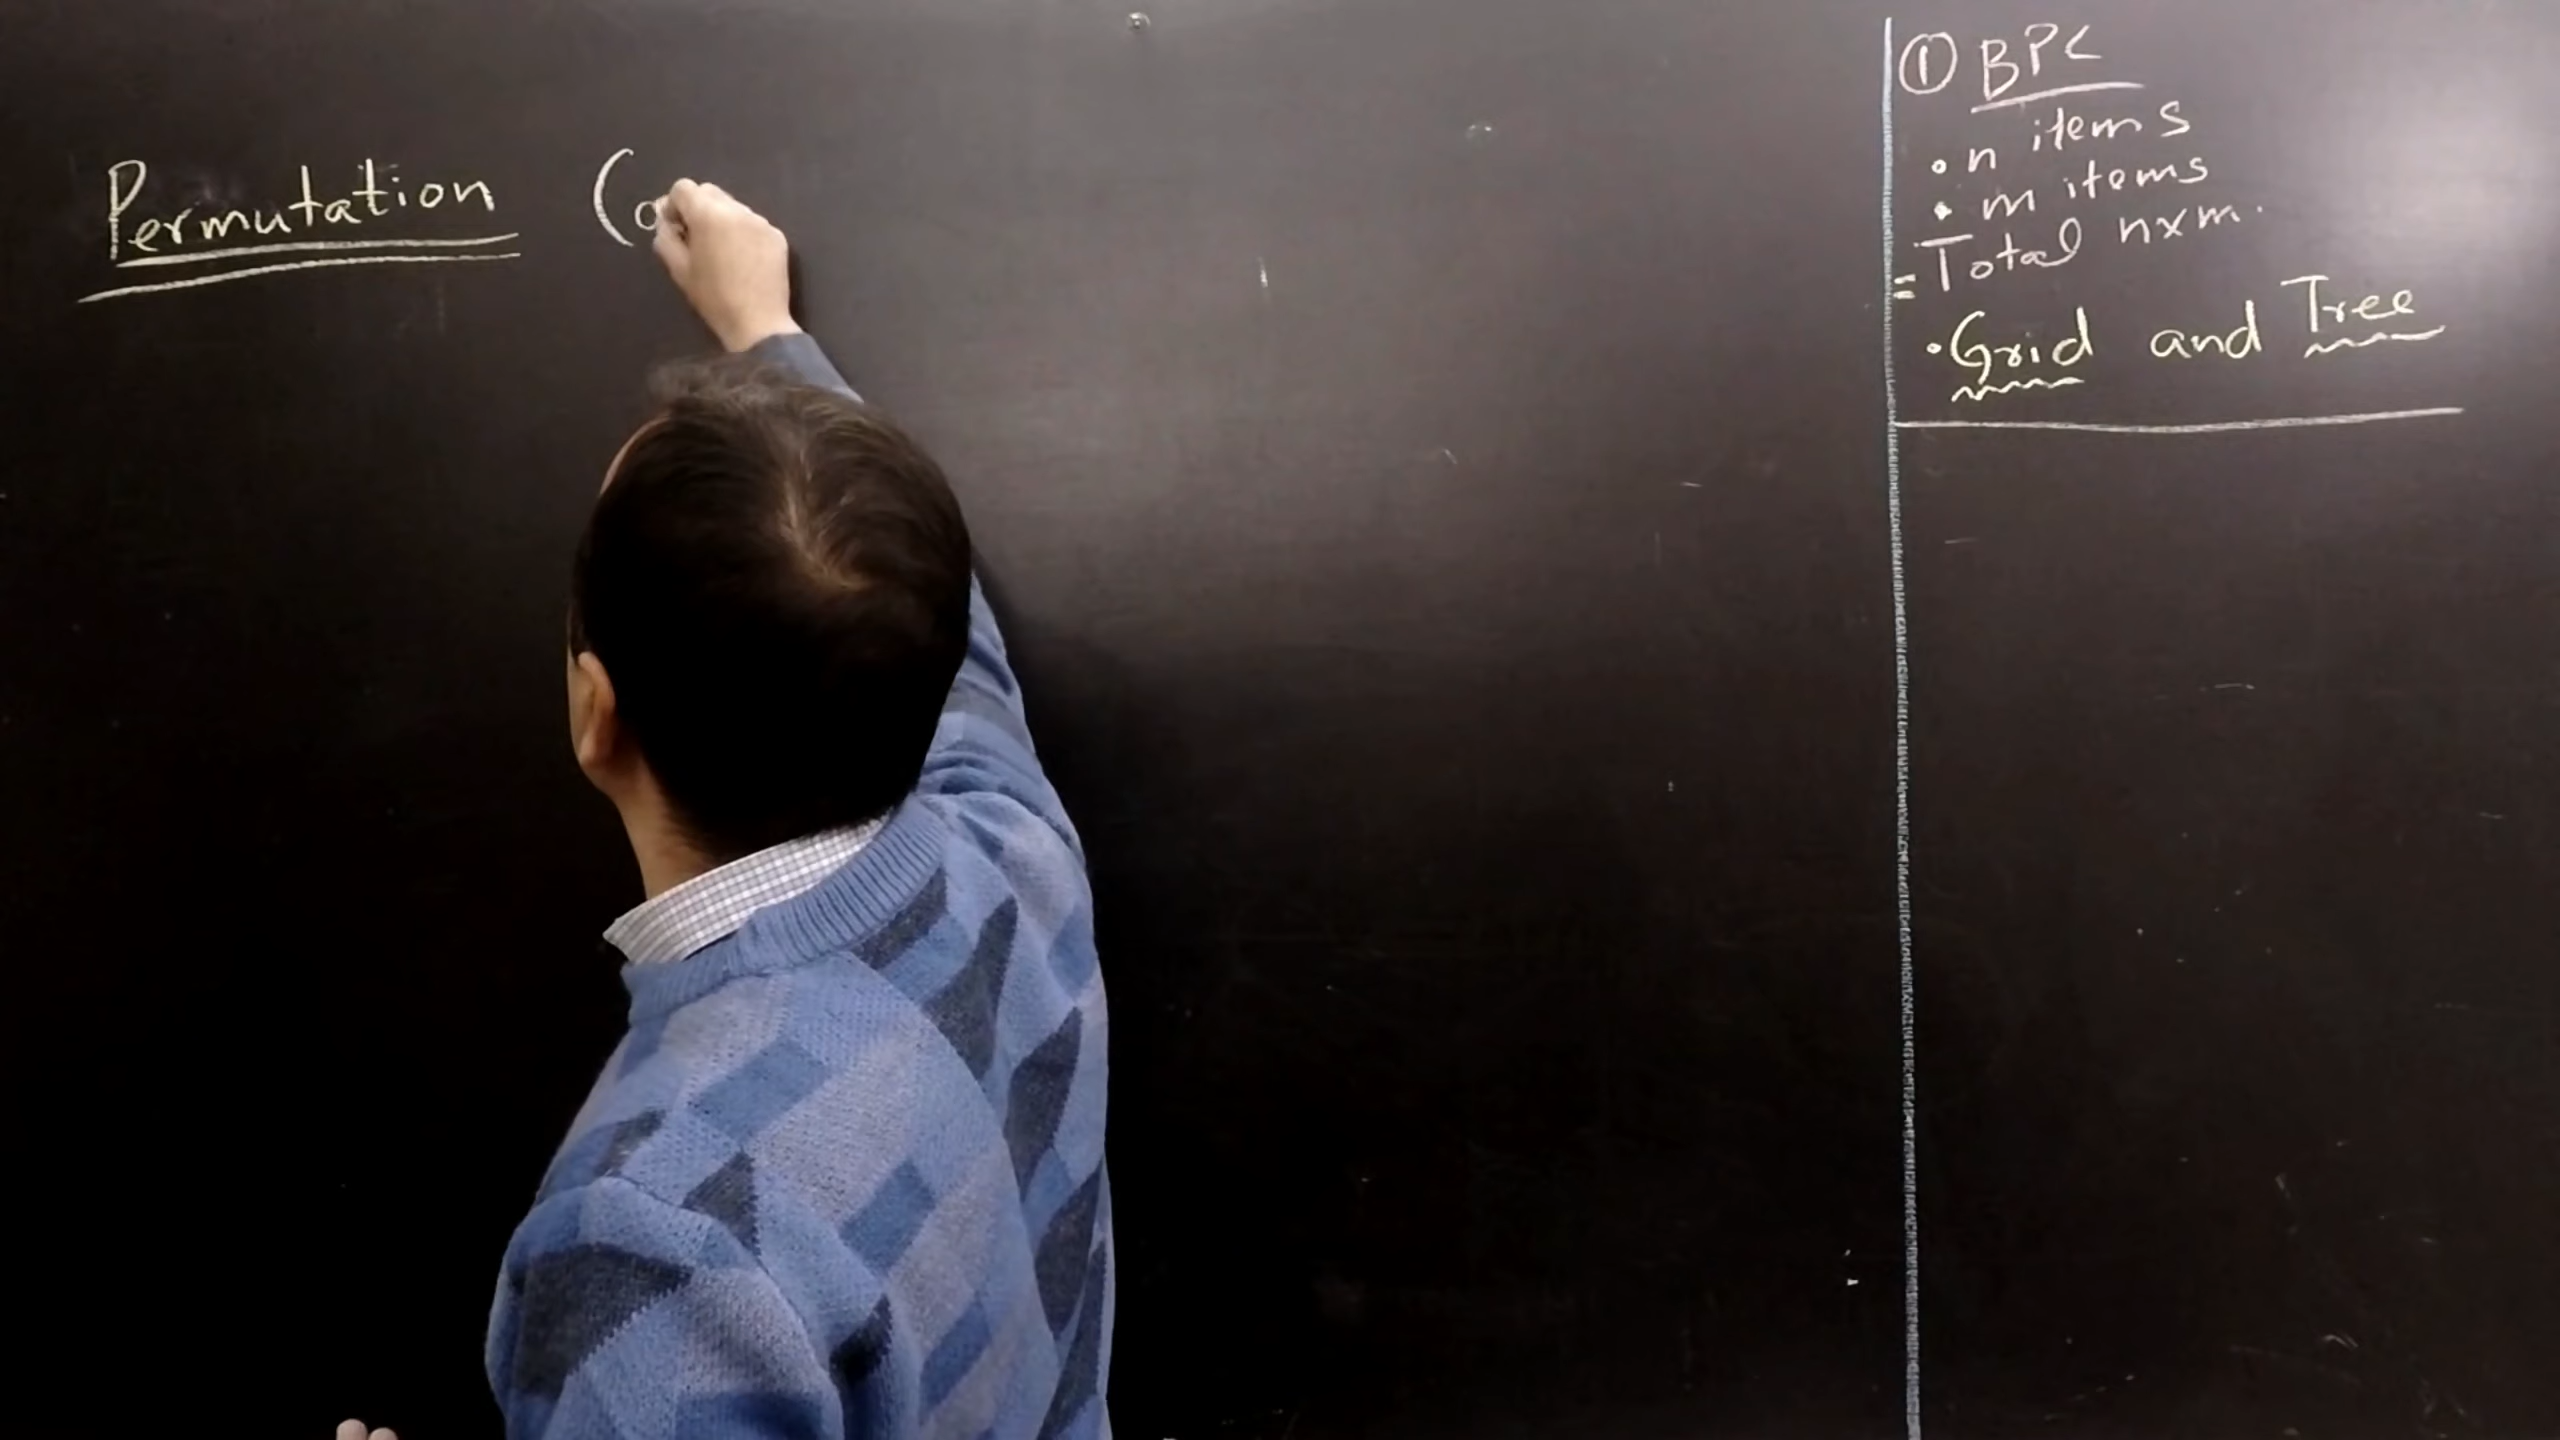 Permutation (
① BPC
• n items
• m items
= Total n×m.
• Grid and Tree